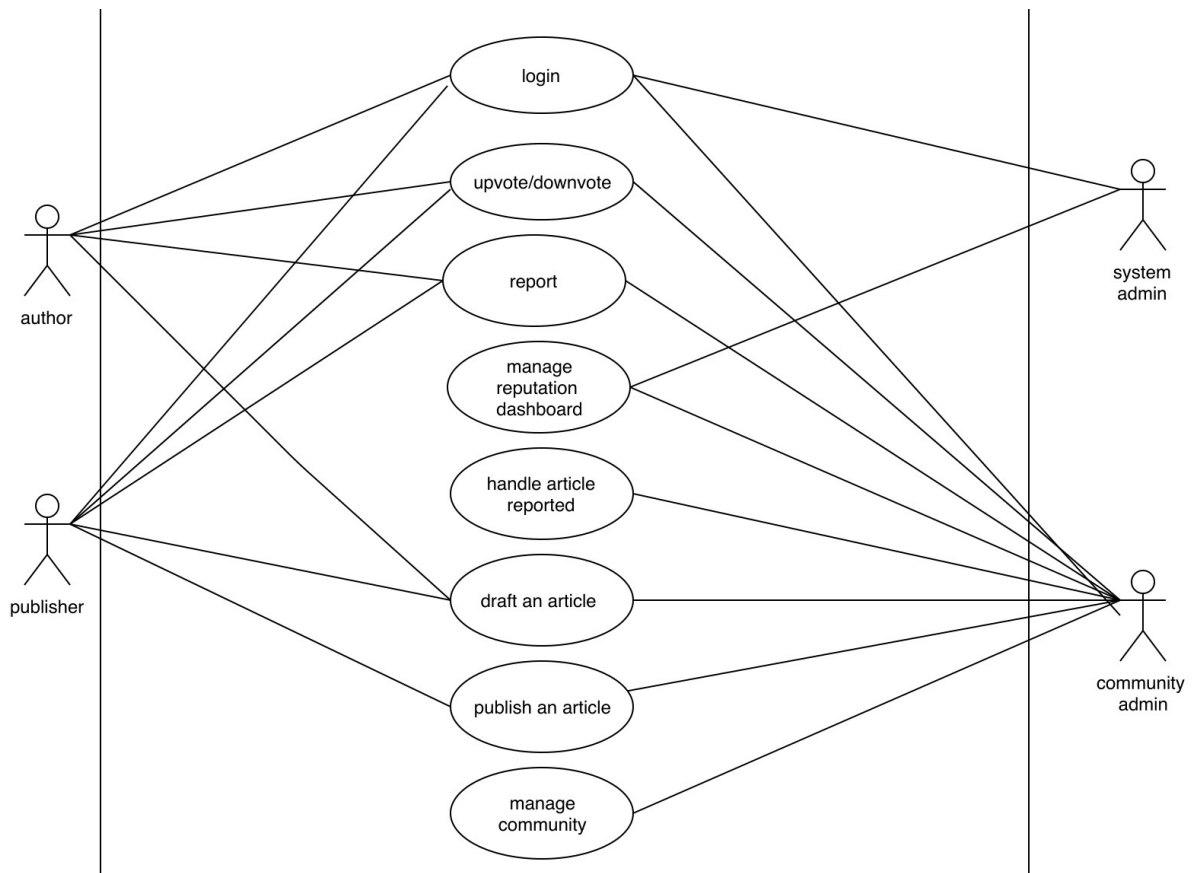 login
upvote/downvote
author
report
system
admin
manage
reputation
dashboard
handle article
reported
publisher
draft an article
community
admin
publish an article
manage
community